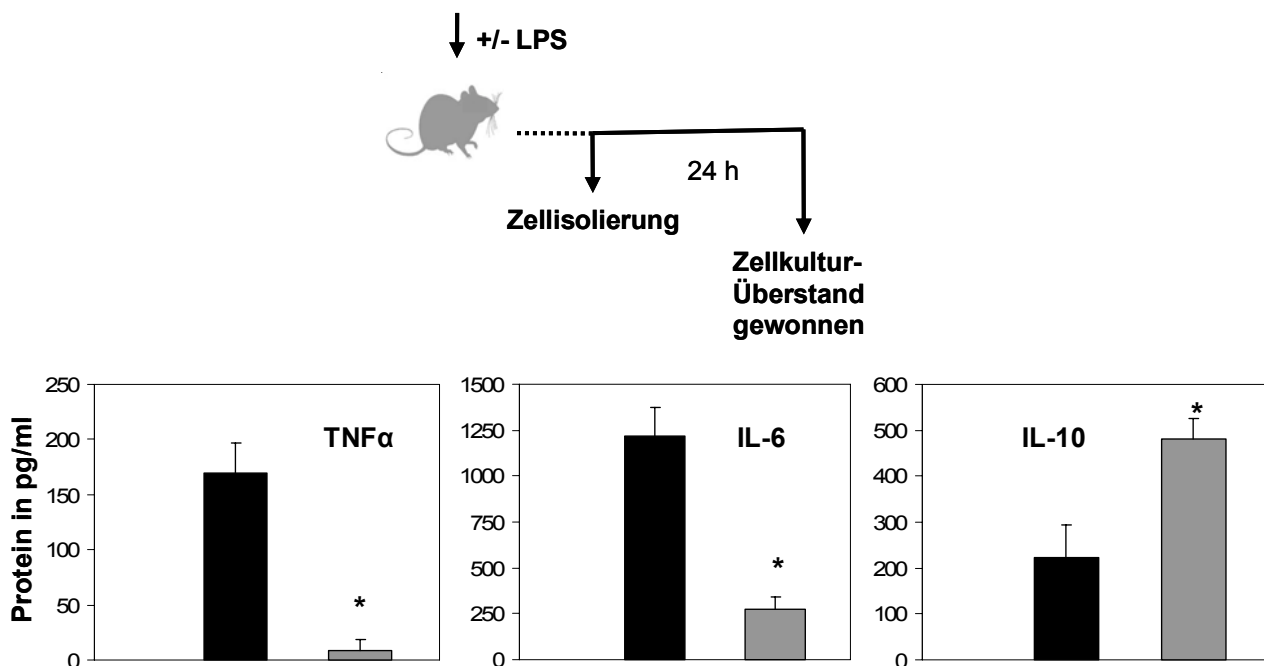 +/- LPS
24 h
Zellisolierung
Zellkultur-
Überstand
gewonnen
Protein in pg/ml
250
200
150
100
50
0
TNFα
*
1500
1250
1000
750
500
250
0
IL-6
*
600
500
400
300
200
100
0
IL-10
*